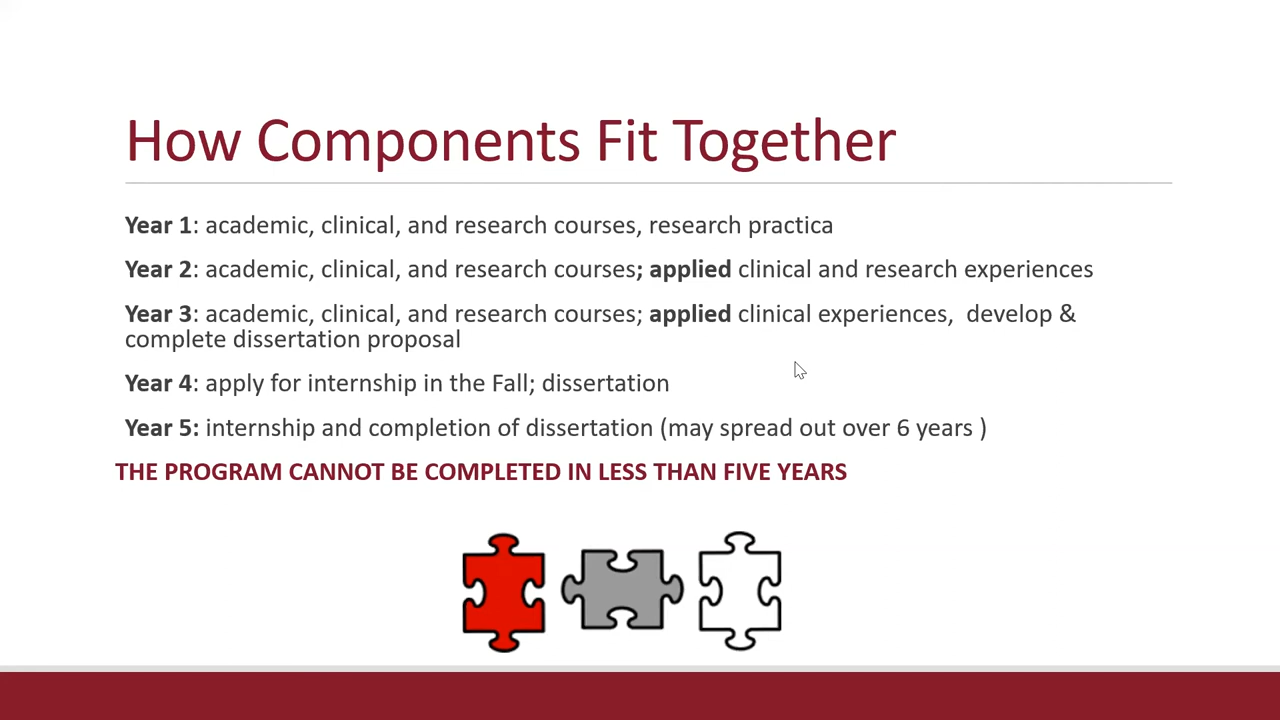 How Components Fit Together
Year 1: academic, clinical, and research courses, research practica
Year 2: academic, clinical, and research courses; applied clinical and research experiences
Year 3: academic, clinical, and research courses; applied clinical experiences,  develop &
complete dissertation proposal
Year 4: apply for internship in the Fall; dissertation
Year 5: internship and completion of dissertation (may spread out over 6 years )
THE PROGRAM CANNOT BE COMPLETED IN LESS THAN FIVE YEARS